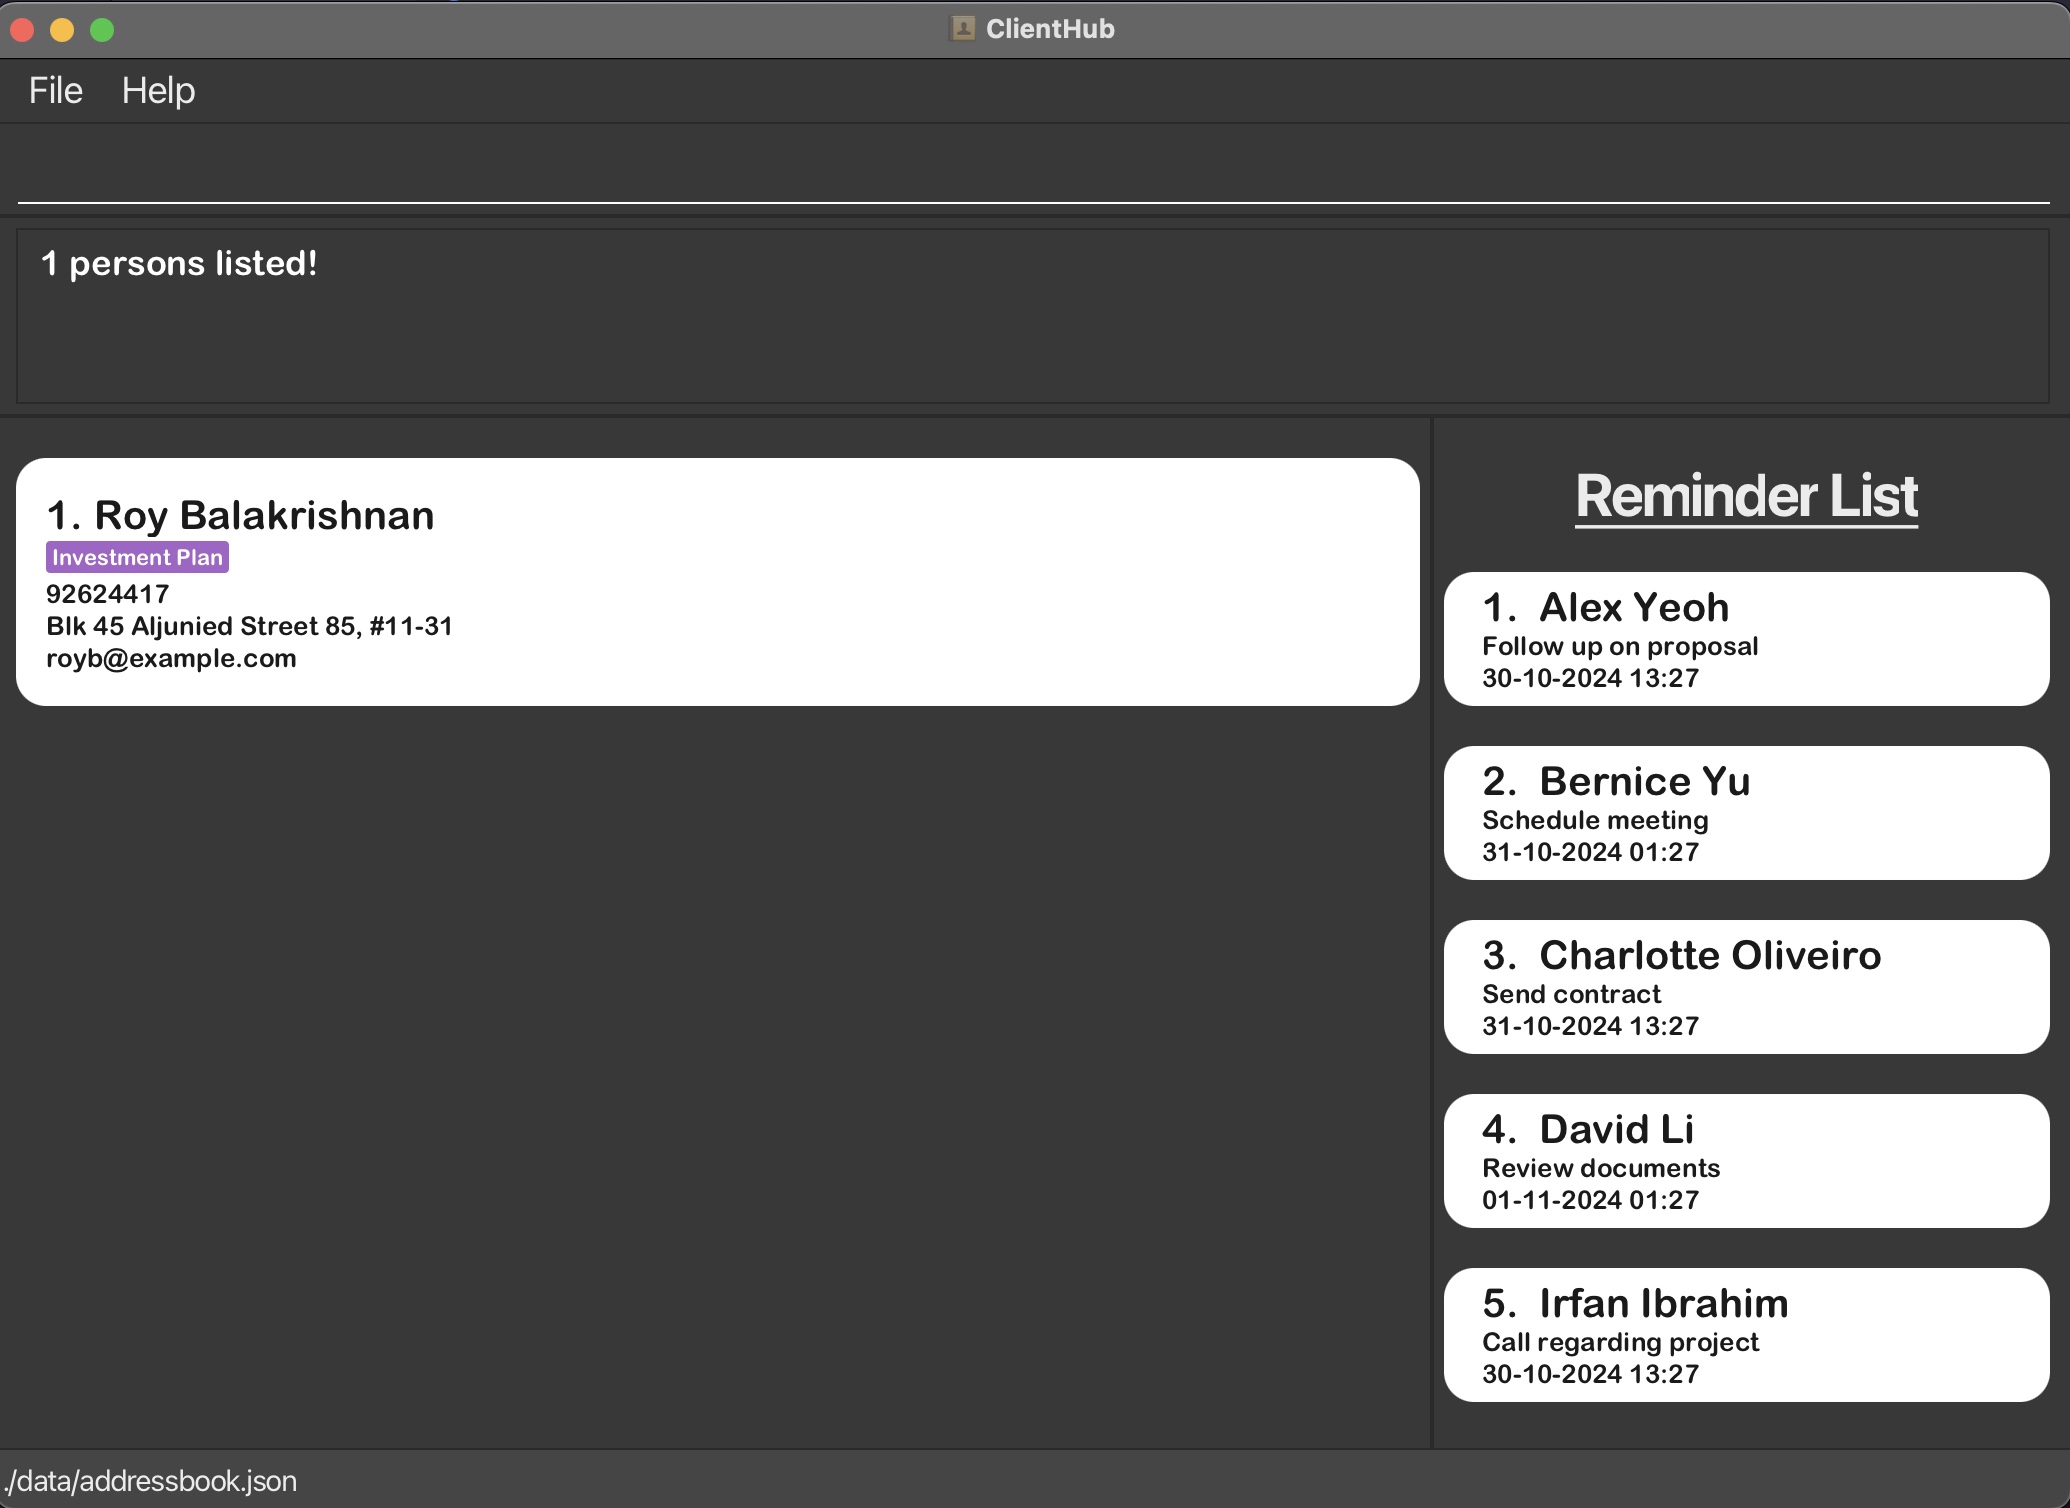 ClientHub
File Help
1 persons listed!
1. Roy Balakrishnan
Investment Plan
92624417
Blk 45 Aljunied Street 85, #11-31
royb@example.com
Reminder List
1. Alex Yeoh
Follow up on proposal
30-10-2024 13:27
2. Bernice Yu
Schedule meeting
31-10-2024 01:27
3. Charlotte Oliveiro
Send contract
31-10-2024 13:27
4. David Li
Review documents
01-11-2024 01:27
5. Irfan Ibrahim
Call regarding project
30-10-2024 13:27
./data/addressbook.json